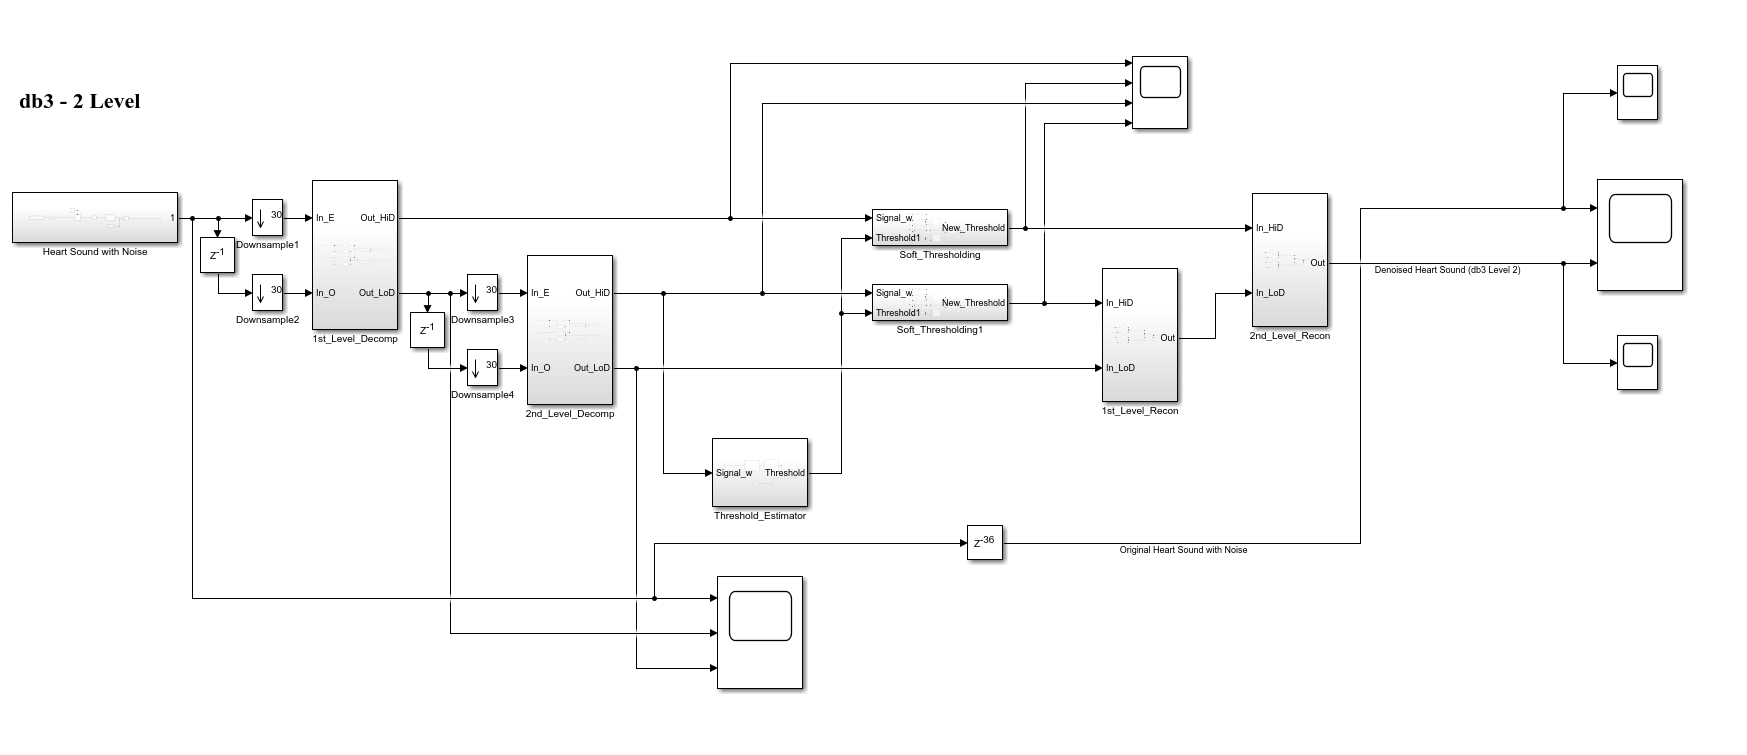 db3 - 2 Level
1
Heart Sound with Noise
z-1
30
Downsample1
30
Downsample2
In_E
Out_HiD
In_O
Out_LoD
1st_Level_Decomp
z-1
30
Downsample3
30
Downsample4
In_E
Out_HiD
In_O
Out_LoD
2nd_Level_Decomp
Signal_w
Threshold
Threshold_Estimator
Signal_w
Threshold1
New_Threshold
Soft_Thresholding
Signal_w
Threshold1
New_Threshold
Soft_Thresholding1
In_HiD
Out
In_LoD
1st_Level_Recon
In_HiD
Out
In_LoD
2nd_Level_Recon
Denoised Heart Sound (db3 Level 2)
z-36
Original Heart Sound with Noise